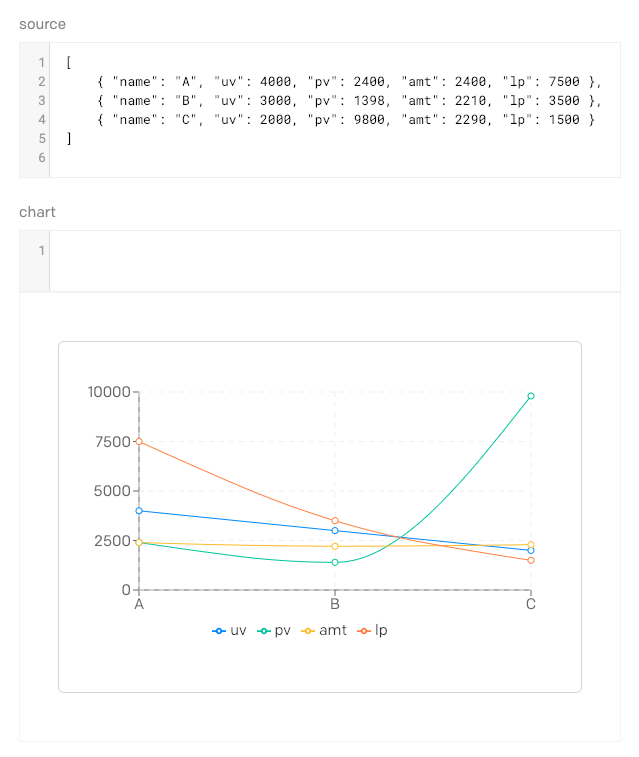 source
1 [
2 { "name": "A", "uv": 4000, "pv": 2400, "amt": 2400, "lp": 7500 },
3 { "name": "B", "uv": 3000, "pv": 1398, "amt": 2210, "lp": 3500 },
4 { "name": "C", "uv": 2000, "pv": 9800, "amt": 2290, "lp": 1500 }
5 ]
6
chart
1
10000
7500
5000
2500
0
A B C
uv pv amt lp